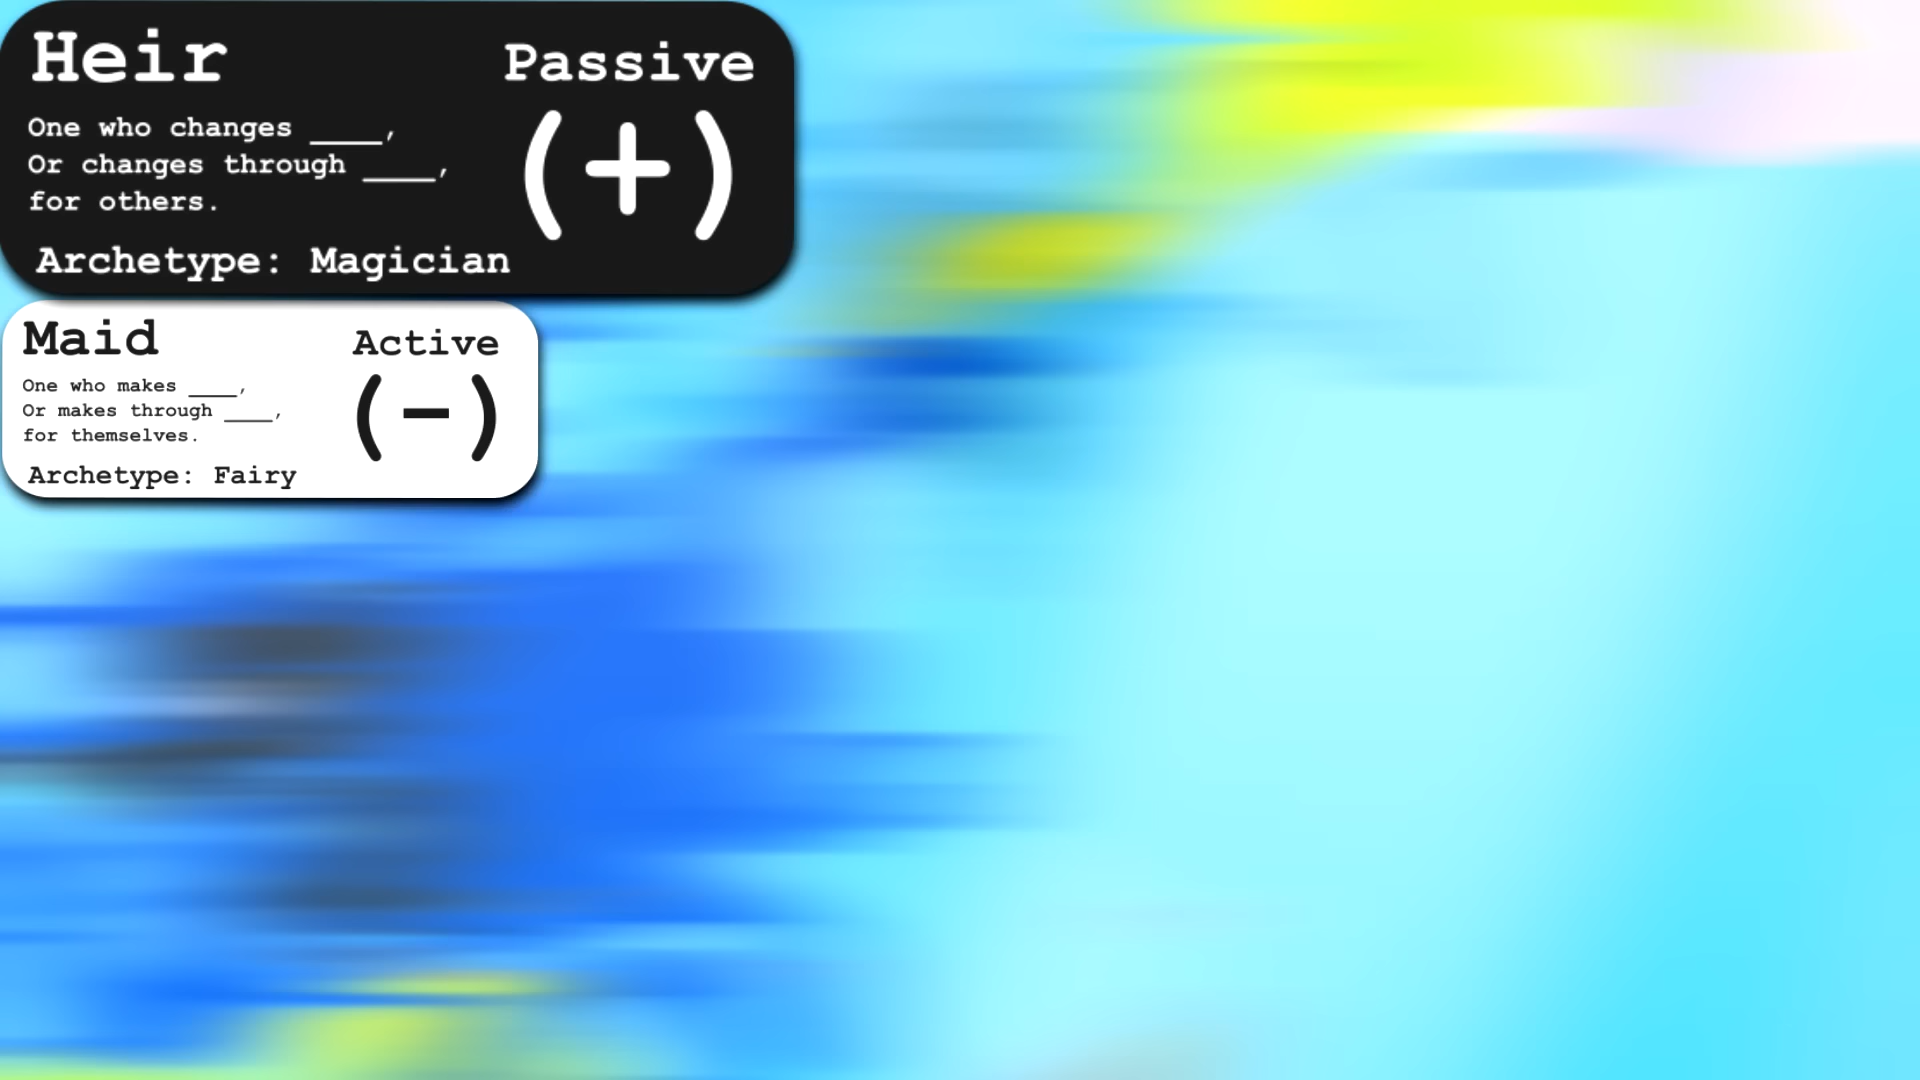 Heir
Passive
One who changes ____,
Or changes through ____,
for others.
(+)
Archetype: Magician
Maid
Active
One who makes ____,
Or makes through ____,
for themselves.
(-)
Archetype: Fairy